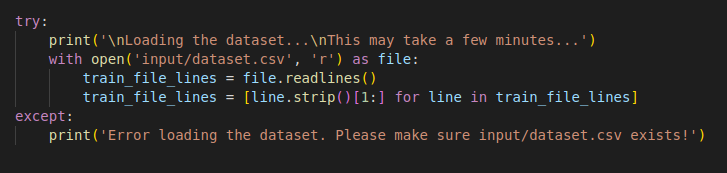 try:
    print('\nLoading the dataset...\nThis may take a few minutes...')
    with open('input/dataset.csv', 'r') as file:
        train_file_lines = file.readlines()
        train_file_lines = [line.strip()[1:] for line in train_file_lines]
except:
    print('Error loading the dataset. Please make sure input/dataset.csv exists!')